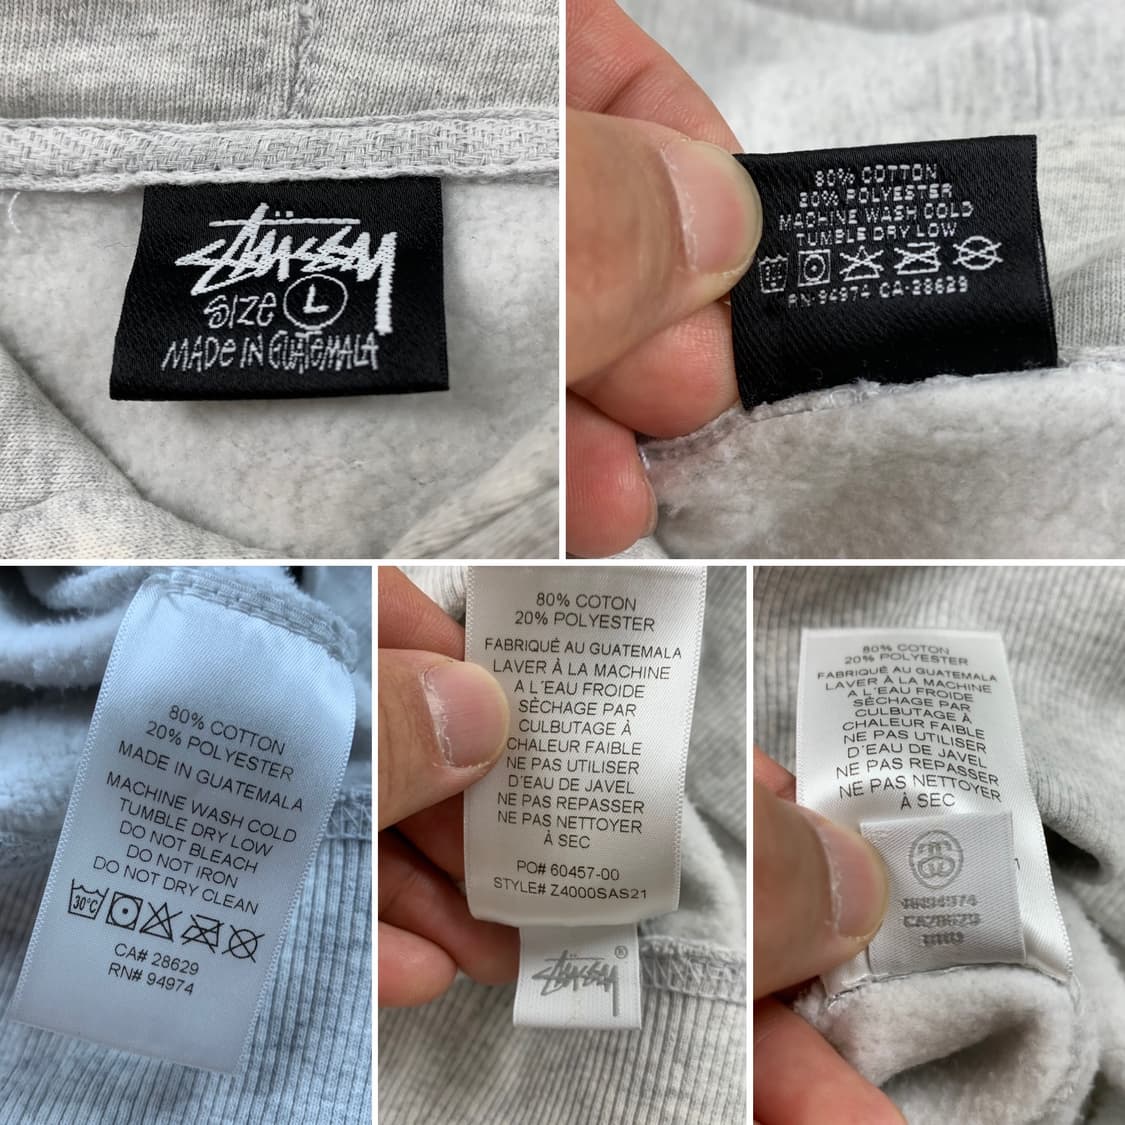 STÜSSY
SIZE L
MADE IN GUATEMALA
80% COTTON
20% POLYESTER
MACHINE WASH COLD
TUMBLE DRY LOW
RN-94974 CA-28629
80% COTTON
20% POLYESTER
MADE IN GUATEMALA
MACHINE WASH COLD
TUMBLE DRY LOW
DO NOT BLEACH
DO NOT IRON
DO NOT DRY CLEAN
30°C
CA# 28629
RN# 94974
80% COTON
20% POLYESTER
FABRIQUÉ AU GUATEMALA
LAVER À LA MACHINE
A L'EAU FROIDE
SÉCHAGE PAR
CULBUTAGE À
CHALEUR FAIBLE
NE PAS UTILISER
D'EAU DE JAVEL
NE PAS REPASSER
NE PAS NETTOYER
À SEC
PO# 60457-00
STYLE# Z4000SAS21
STÜSSY®
80% COTON
20% POLYESTER
FABRIQUÉ AU GUATEMALA
LAVER À LA MACHINE
A L'EAU FROIDE
SÉCHAGE PAR
CULBUTAGE À
CHALEUR FAIBLE
NE PAS UTILISER
D'EAU DE JAVEL
NE PAS REPASSER
NE PAS NETTOYER
À SEC
RN94974
CA28629